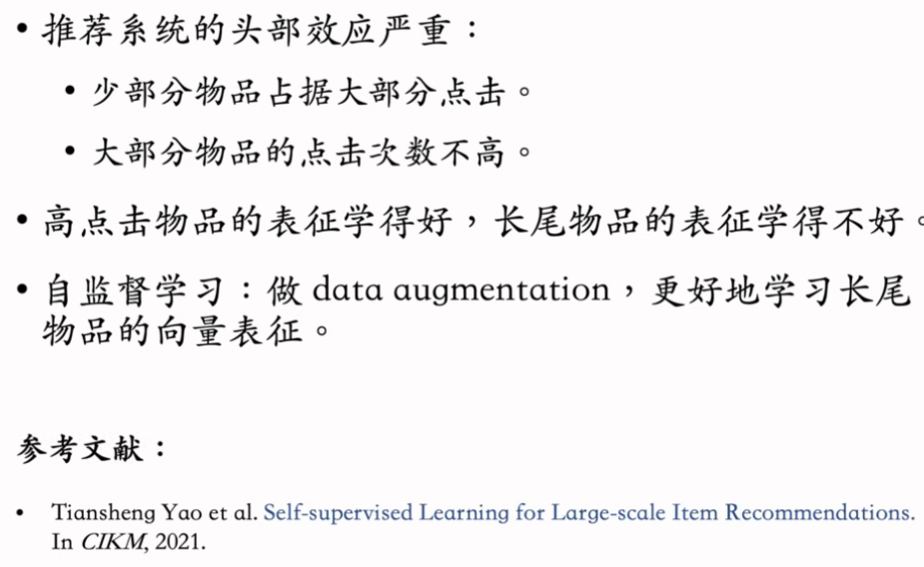 • 推荐系统的头部效应严重：
• 少部分物品占据大部分点击。
• 大部分物品的点击次数不高。
• 高点击物品的表征学得好，长尾物品的表征学得不好。
• 自监督学习：做 data augmentation，更好地学习长尾
物品的向量表征。
参考文献：
• Tiansheng Yao et al. Self-supervised Learning for Large-scale Item Recommendations.
In CIKM, 2021.